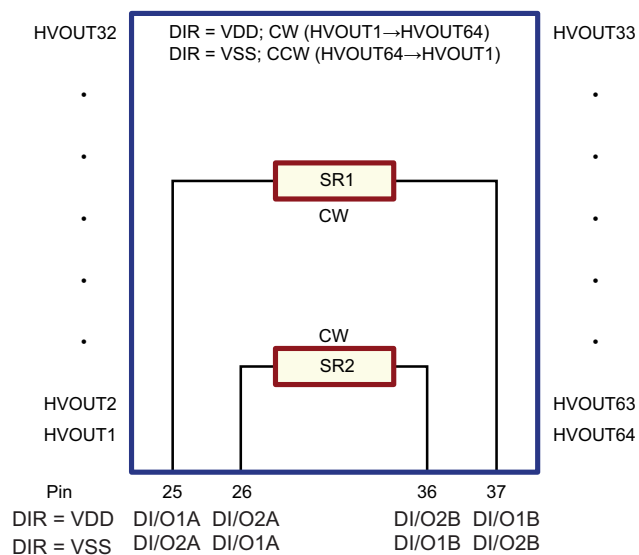 HVOUT32 DIR = VDD; CW (HVOUT1→HVOUT64) HVOUT33
DIR = VSS; CCW (HVOUT64→HVOUT1)
SR1
CW
CW
SR2
HVOUT2 HVOUT63
HVOUT1 HVOUT64
Pin 25 26 36 37
DIR = VDD DI/O1A DI/O2A DI/O2B DI/O1B
DIR = VSS DI/O2A DI/O1A DI/O1B DI/O2B